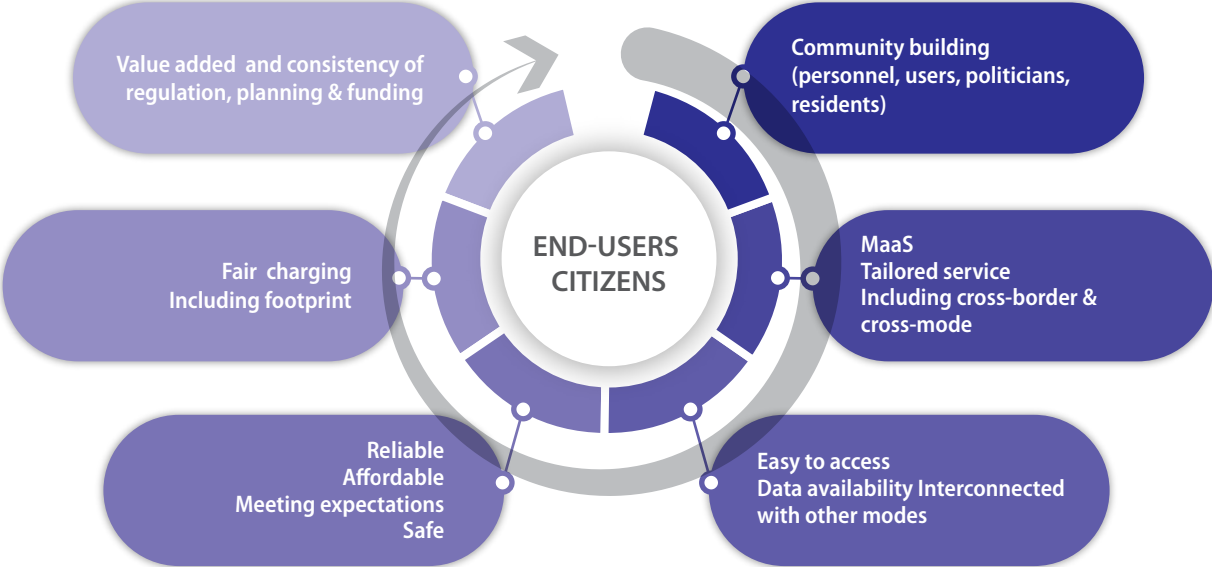 Value added and consistency of
regulation, planning & funding
Community building
(personnel, users, politicians,
residents)
Fair charging
Including footprint
END-USERS
CITIZENS
MaaS
Tailored service
Including cross-border &
cross-mode
Reliable
Affordable
Meeting expectations
Safe
Easy to access
Data availability Interconnected
with other modes